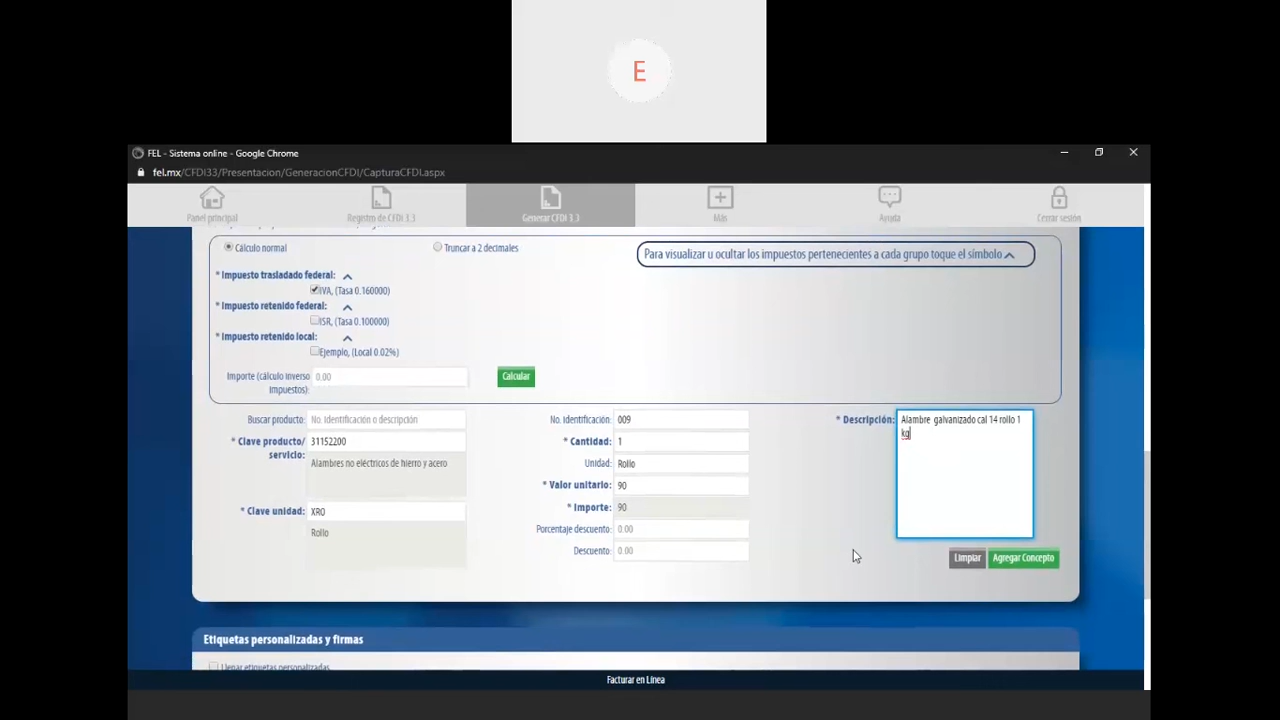 E
FEL - Sistema online - Google Chrome
fel.mx/CFDI33/Presentacion/GeneracionCFDI/CapturaCFDI.aspx
Panel principal
Registro de CFDI 3.3
Generar CFDI 3.3
Más
Ayuda
Cerrar sesión
Cálculo normal
Truncar a 2 decimales
Para visualizar u ocultar los impuestos pertenecientes a cada grupo toque el símbolo
* Impuesto trasladado federal:
IVA, (Tasa 0.160000)
* Impuesto retenido federal:
ISR, (Tasa 0.100000)
* Impuesto retenido local:
Ejemplo, (Local 0.02%)
Importe (cálculo inverso
impuestos):
0.00
Calcular
Buscar producto:
No. identificación o descripción
* Clave producto/
servicio:
31152200
Alambres no eléctricos de hierro y acero
* Clave unidad:
XRO
Rollo
No. identificación:
009
* Cantidad:
1
Unidad:
Rollo
* Valor unitario:
90
* Importe:
90
Porcentaje descuento:
0.00
Descuento:
0.00
* Descripción:
Alambre galvanizado cal 14 rollo 1
kg
Limpiar
Agregar Concepto
Etiquetas personalizadas y firmas
Llenar etiquetas personalizadas
Facturar en Línea